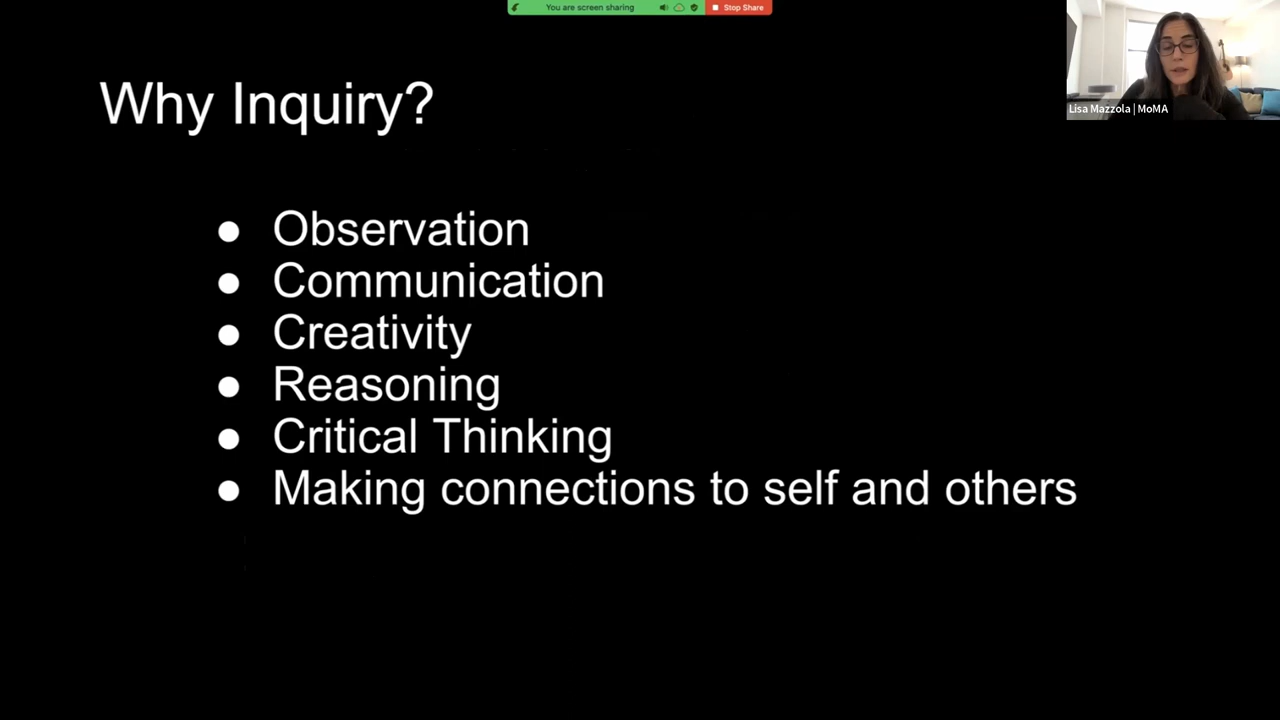 You are screen sharing
Stop Share
Lisa Mazzola | MoMA
Why Inquiry?
● Observation
● Communication
● Creativity
● Reasoning
● Critical Thinking
● Making connections to self and others